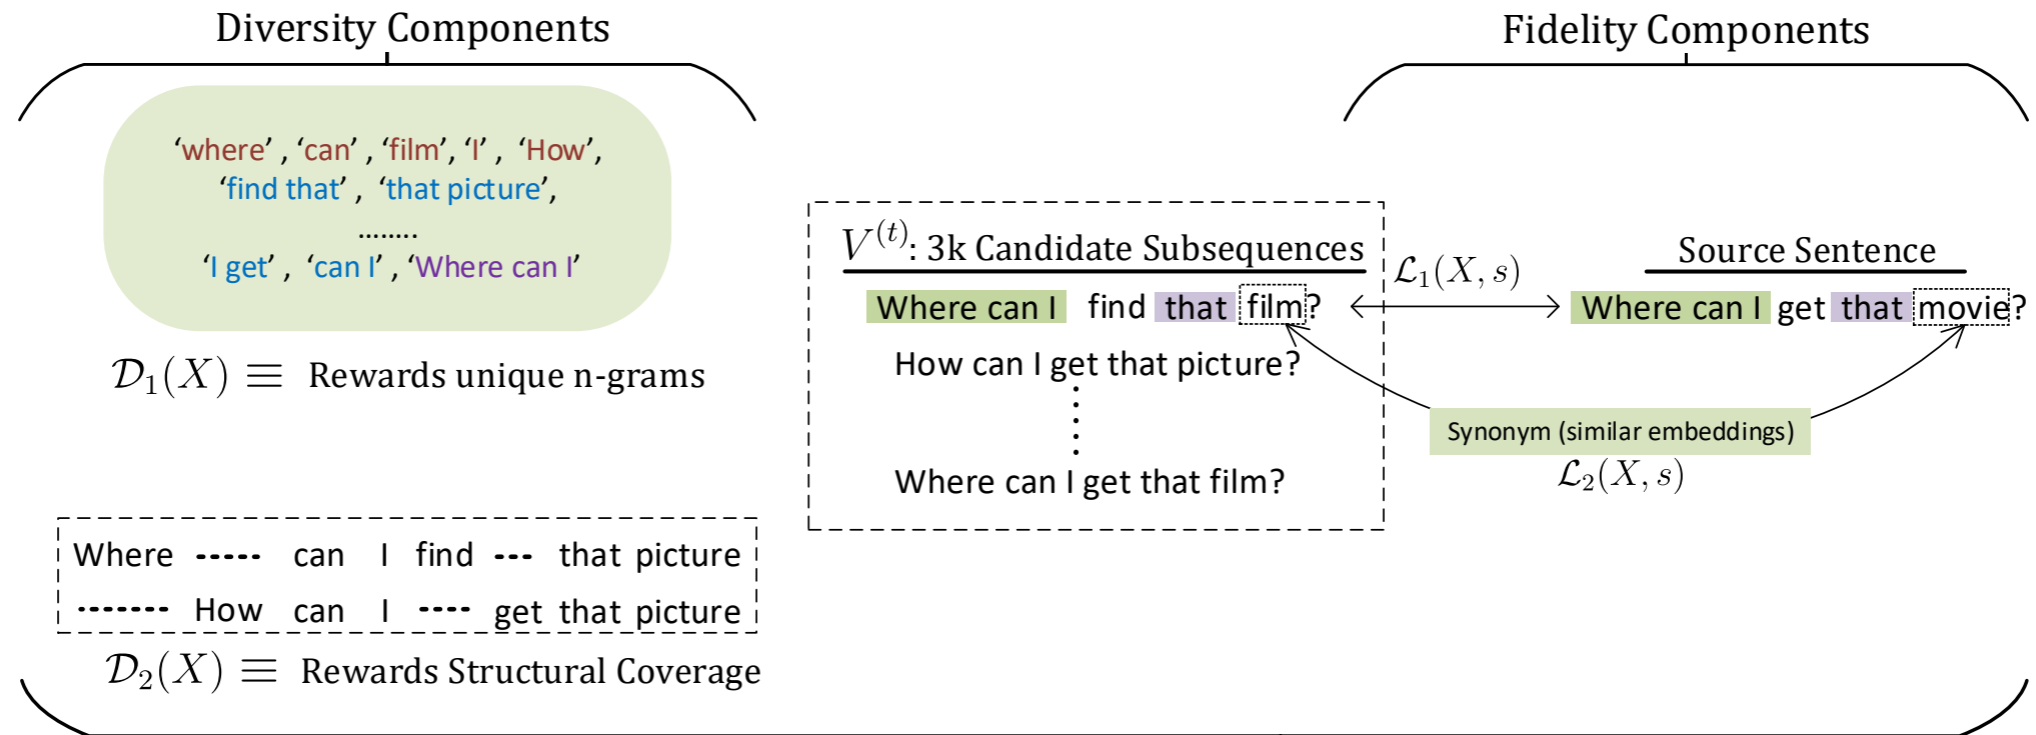 Diversity Components
‘where’ , ‘can’ , ‘film’, ‘I’ , ‘How’,
‘find that’ , ‘that picture’,
........
‘I get’ , ‘can I’ , ‘Where can I’
𝒟₁(X) ≡ Rewards unique n-grams
Where ----- can I find --- that picture
------- How can I ---- get that picture
𝒟₂(X) ≡ Rewards Structural Coverage
V⁽ᵗ⁾: 3k Candidate Subsequences
Where can I find that film?
How can I get that picture?
Where can I get that film?
Fidelity Components
ℒ₁(X, s)
Source Sentence
Where can I get that movie?
Synonym (similar embeddings)
ℒ₂(X, s)